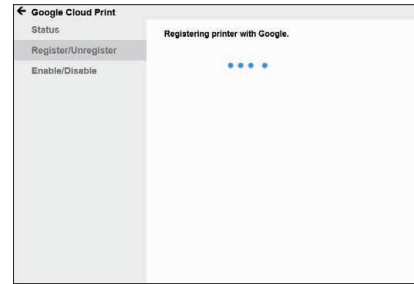 Google Cloud Print
Status
Registering printer with Google.
Register/Unregister
Enable/Disable